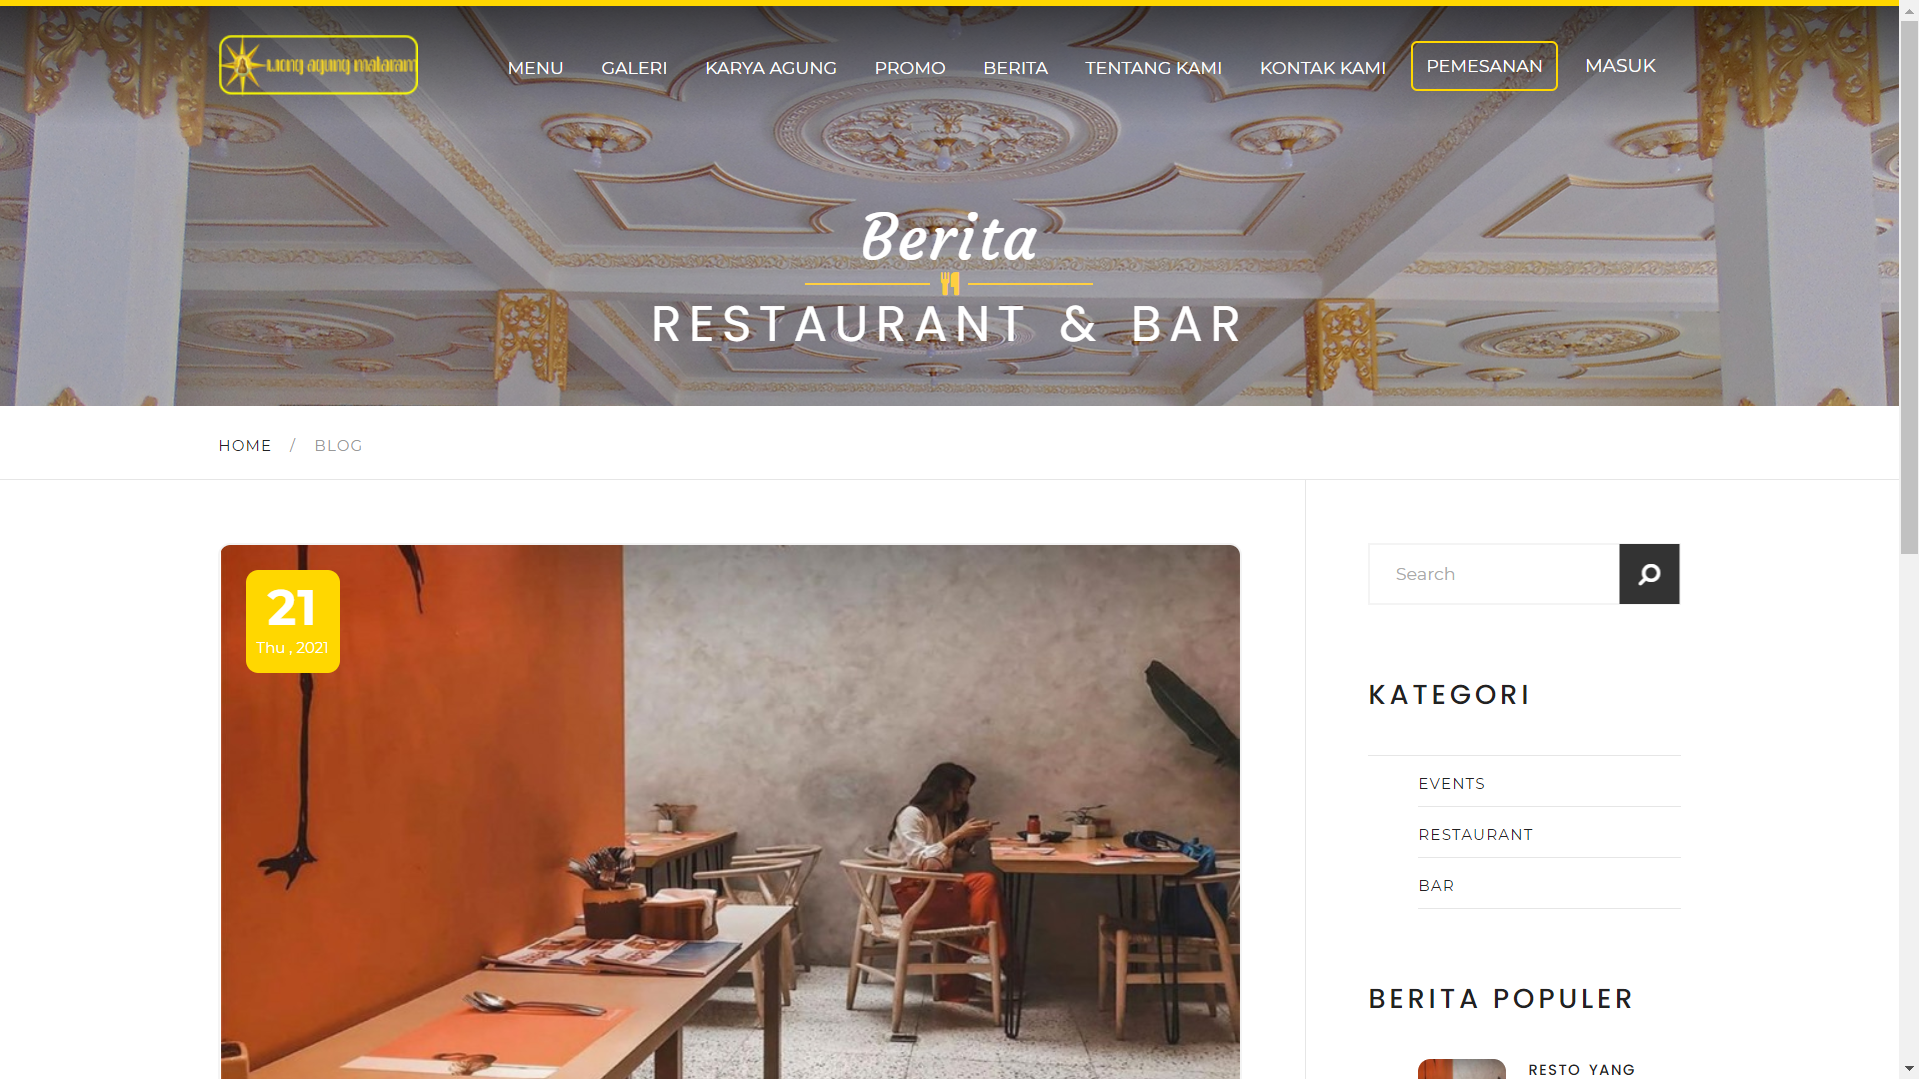 Wiong agung mataram
MENU
GALERI
KARYA AGUNG
PROMO
BERITA
TENTANG KAMI
KONTAK KAMI
PEMESANAN
MASUK
Berita
RESTAURANT & BAR
HOME / BLOG
21
Thu , 2021
Search
KATEGORI
EVENTS
RESTAURANT
BAR
BERITA POPULER
RESTO YANG